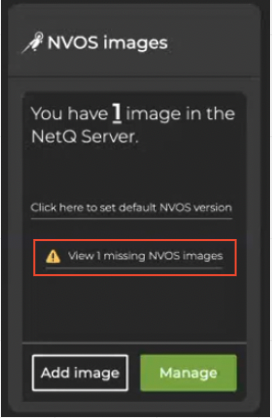 NVOS images
You have 1 image in the
NetQ Server.
Click here to set default NVOS version
View 1 missing NVOS images
Add image
Manage